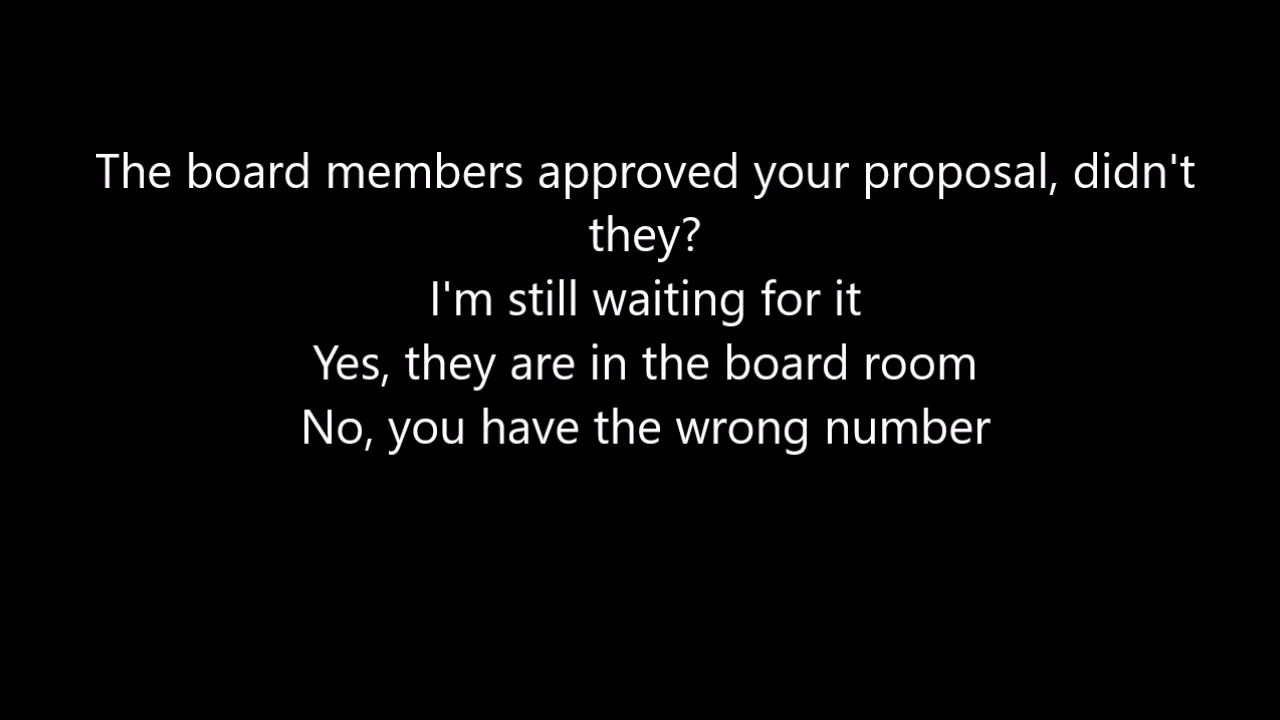 The board members approved your proposal, didn't
they?
I'm still waiting for it
Yes, they are in the board room
No, you have the wrong number